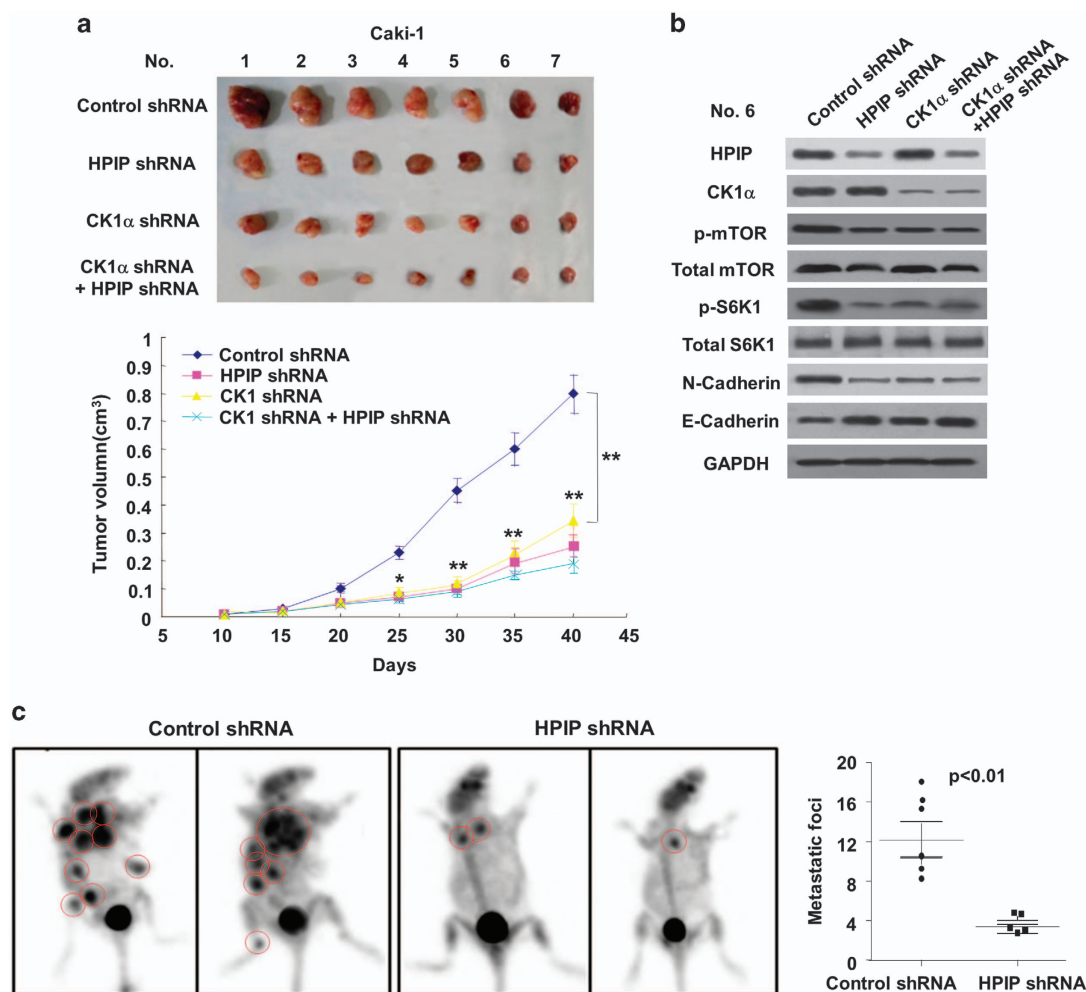 a
Caki-1
No. 1 2 3 4 5 6 7
Control shRNA
HPIP shRNA
CK1α shRNA
CK1α shRNA
+ HPIP shRNA
Control shRNA
HPIP shRNA
CK1 shRNA
CK1 shRNA + HPIP shRNA
Tumor volumn(cm³)
1
0.9
0.8
0.7
0.6
0.5
0.4
0.3
0.2
0.1
0
* ** ** **
**
5 10 15 20 25 30 35 40 45
Days
b
No. 6
Control shRNA
HPIP shRNA
CK1α shRNA
CK1α shRNA
+HPIP shRNA
HPIP
CK1α
p-mTOR
Total mTOR
p-S6K1
Total S6K1
N-Cadherin
E-Cadherin
GAPDH
c
Control shRNA HPIP shRNA
p<0.01
Metastatic foci
20
16
12
8
4
0
Control shRNA HPIP shRNA